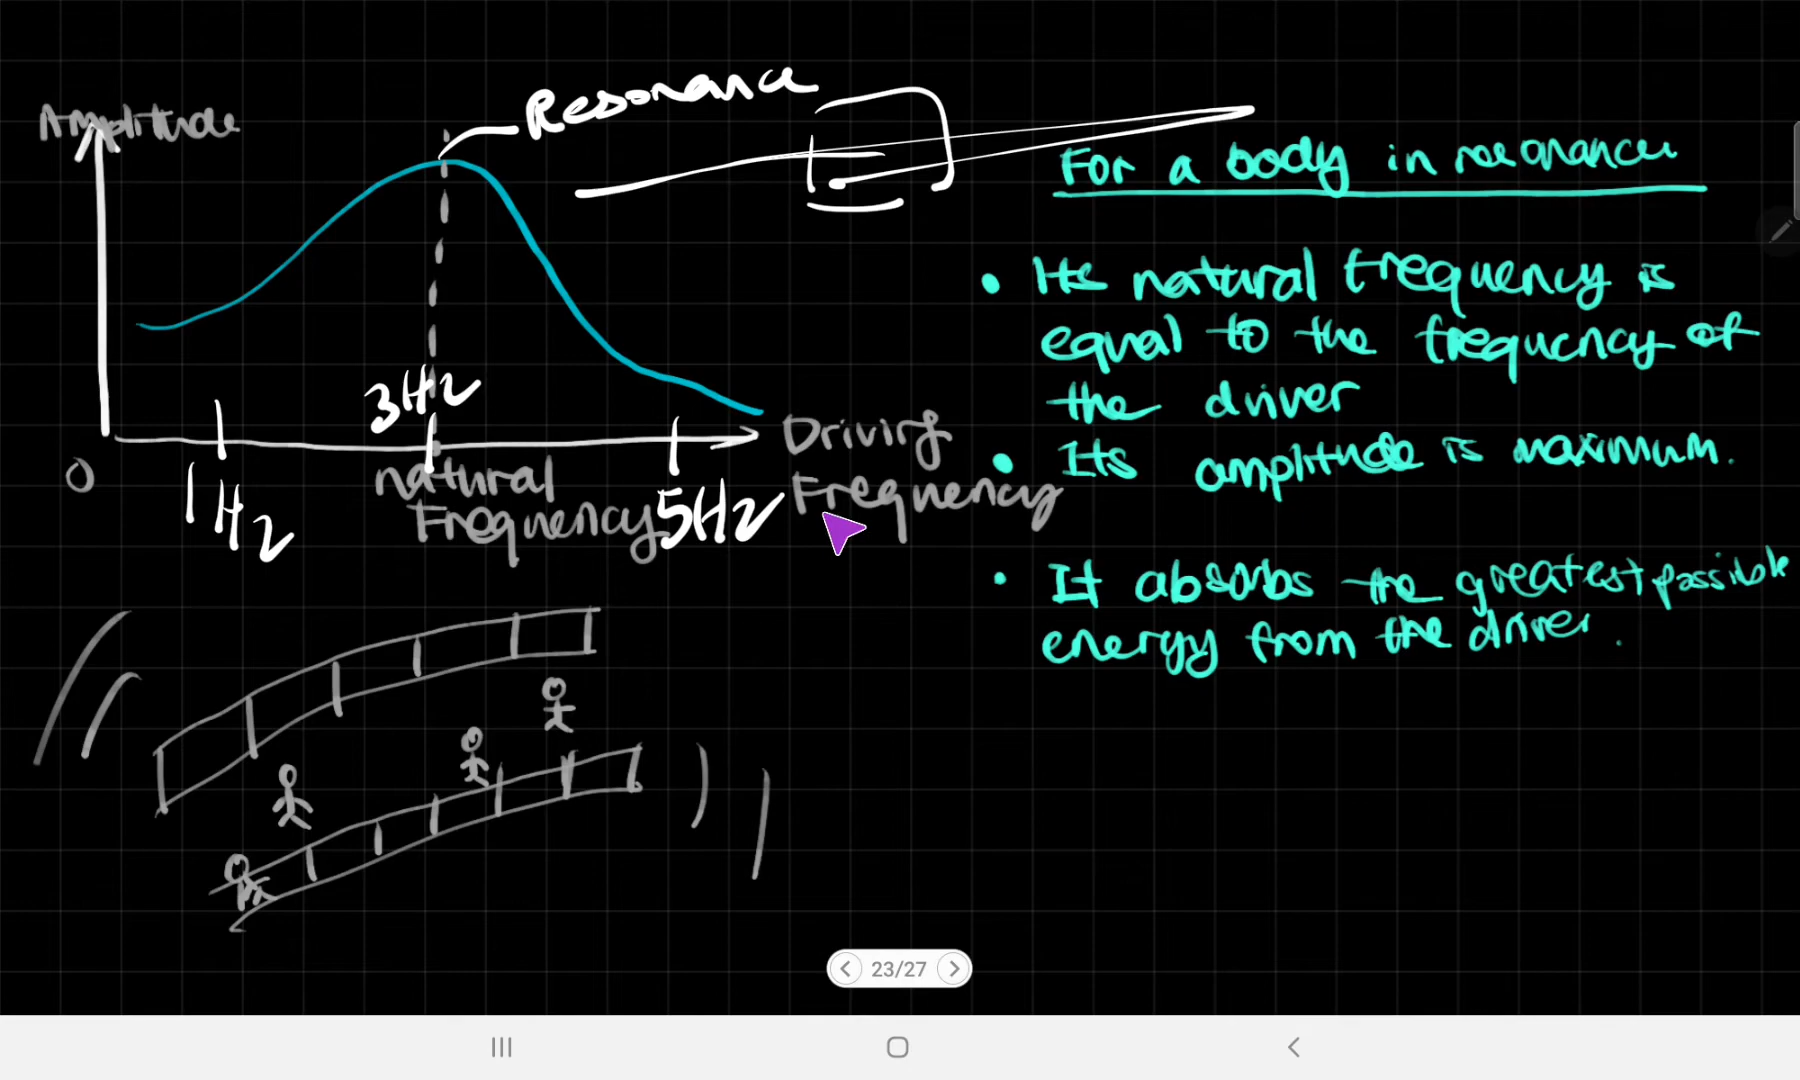 Amplitude
Resonance
3Hz
0
1Hz
natural
Frequency
5Hz
Driving
Frequency
For a body in resonance
• Its natural frequency is
equal to the frequency of
the driver
• Its amplitude is maximum.
• It absorbs the greatest possible
energy from the driver.
23/27